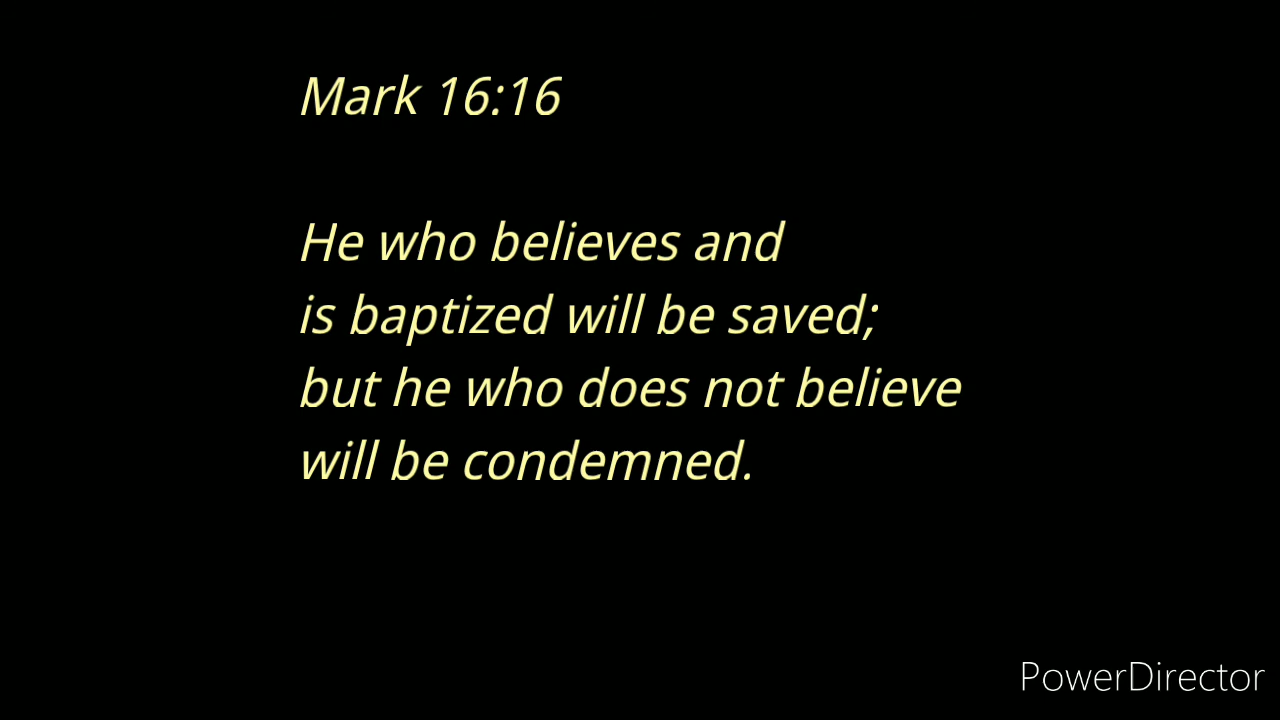 Mark 16:16
He who believes and
is baptized will be saved;
but he who does not believe
will be condemned.
PowerDirector